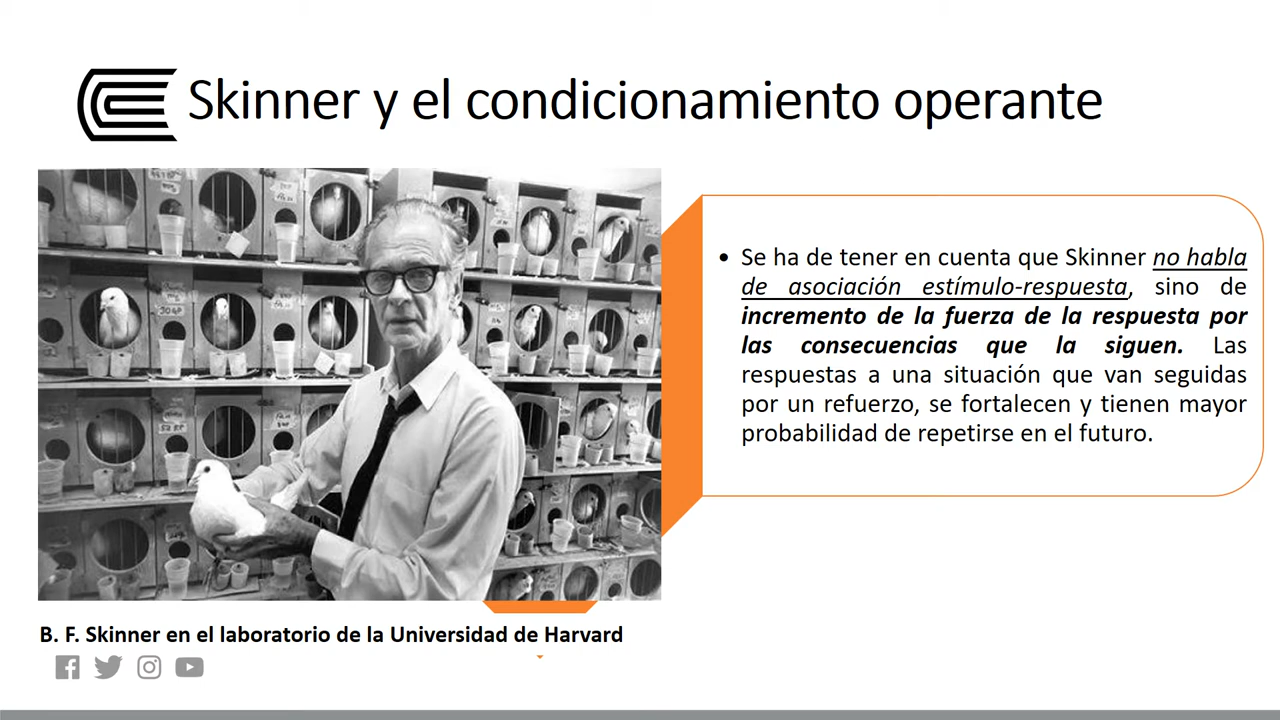 Skinner y el condicionamiento operante
• Se ha de tener en cuenta que Skinner no habla
de asociación estímulo-respuesta, sino de
incremento de la fuerza de la respuesta por
las consecuencias que la siguen. Las
respuestas a una situación que van seguidas
por un refuerzo, se fortalecen y tienen mayor
probabilidad de repetirse en el futuro.
B. F. Skinner en el laboratorio de la Universidad de Harvard